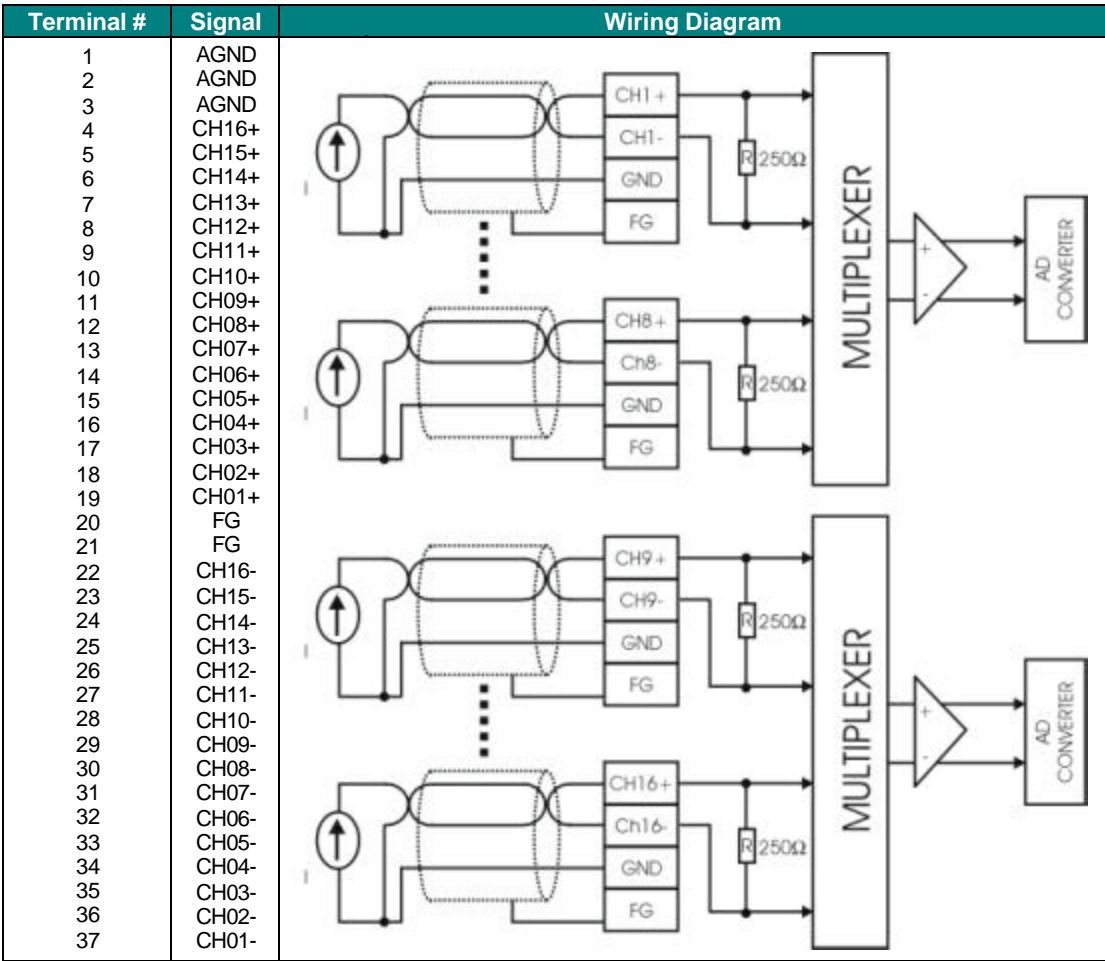 Terminal # Signal Wiring Diagram
1 AGND
2 AGND
3 AGND
4 CH16+
5 CH15+
6 CH14+
7 CH13+
8 CH12+
9 CH11+
10 CH10+
11 CH09+
12 CH08+
13 CH07+
14 CH06+
15 CH05+
16 CH04+
17 CH03+
18 CH02+
19 CH01+
20 FG
21 FG
22 CH16-
23 CH15-
24 CH14-
25 CH13-
26 CH12-
27 CH11-
28 CH10-
29 CH09-
30 CH08-
31 CH07-
32 CH06-
33 CH05-
34 CH04-
35 CH03-
36 CH02-
37 CH01-
I
CH1+
CH1-
GND
FG
R 250Ω
I
CH8+
Ch8-
GND
FG
R 250Ω
MULTIPLEXER
+
-
AD
CONVERTER
I
CH9+
CH9-
GND
FG
R 250Ω
I
CH16+
Ch16-
GND
FG
R 250Ω
MULTIPLEXER
+
-
AD
CONVERTER